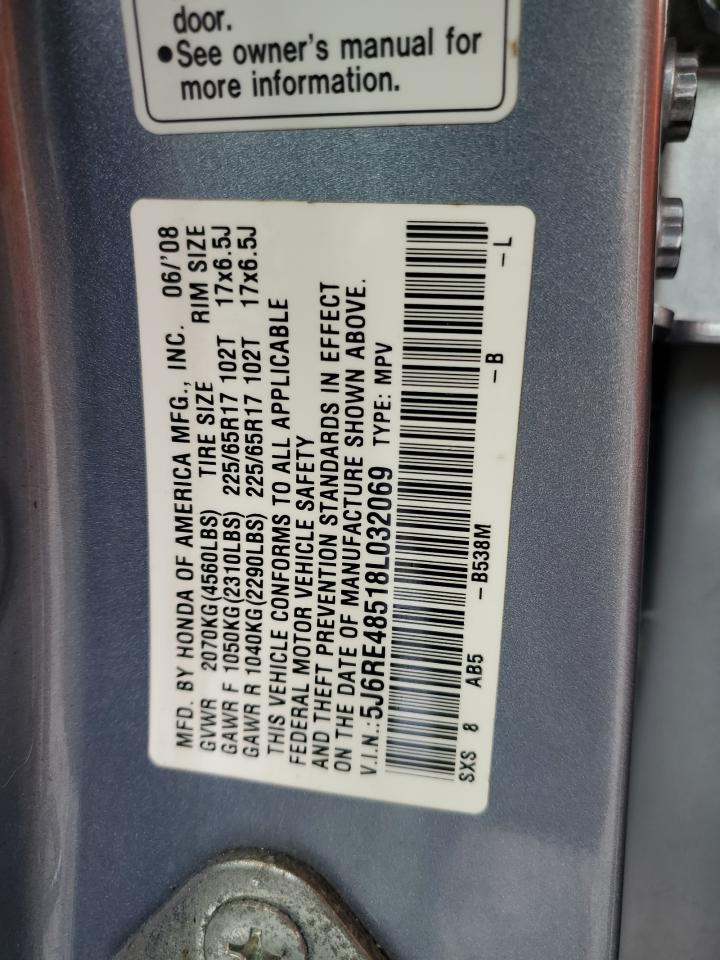 door.
●See owner's manual for
more information.
MFD. BY HONDA OF AMERICA MFG., INC. 06/'08
GVWR 2070KG(4560LBS) TIRE SIZE RIM SIZE
GAWR F 1050KG(2310LBS) 225/65R17 102T 17x6.5J
GAWR R 1040KG(2290LBS) 225/65R17 102T 17x6.5J
THIS VEHICLE CONFORMS TO ALL APPLICABLE
FEDERAL MOTOR VEHICLE SAFETY
AND THEFT PREVENTION STANDARDS IN EFFECT
ON THE DATE OF MANUFACTURE SHOWN ABOVE.
V.I.N.:5J6RE48518L032069 TYPE: MPV
SXS 8 AB5 -B538M -B -L